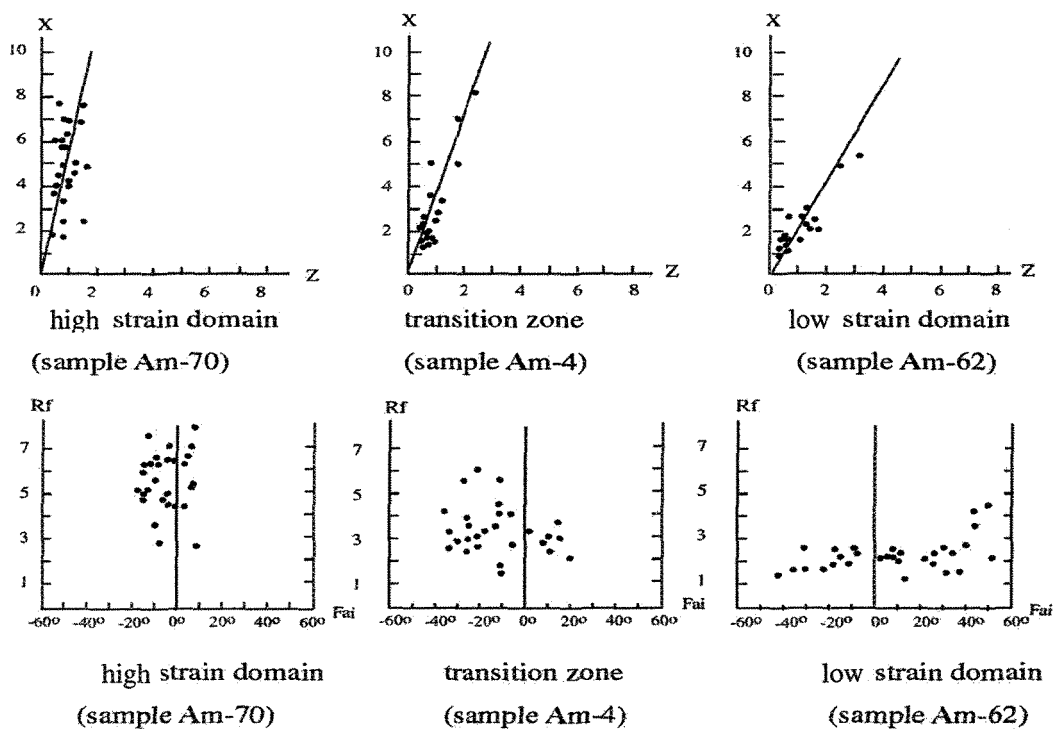 X X X
10 10 10
8 8 8
6 6 6
4 4 4
2 2 2
0 2 4 6 8 Z 0 2 4 6 8 Z 0 2 4 6 8 Z
high strain domain transition zone low strain domain
(sample Am-70) (sample Am-4) (sample Am-62)
Rf Rf Rf
7 7 7
5 5 5
3 3 3
1 1 1
Fai Fai
-60º -40º -20º 0º 20º 40º 60º -60º -40º -20º 0º 20º 40º 60º -60º -40º -20º 0º 20º 40º 60º Fai
high strain domain transition zone low strain domain
(sample Am-70) (sample Am-4) (sample Am-62)